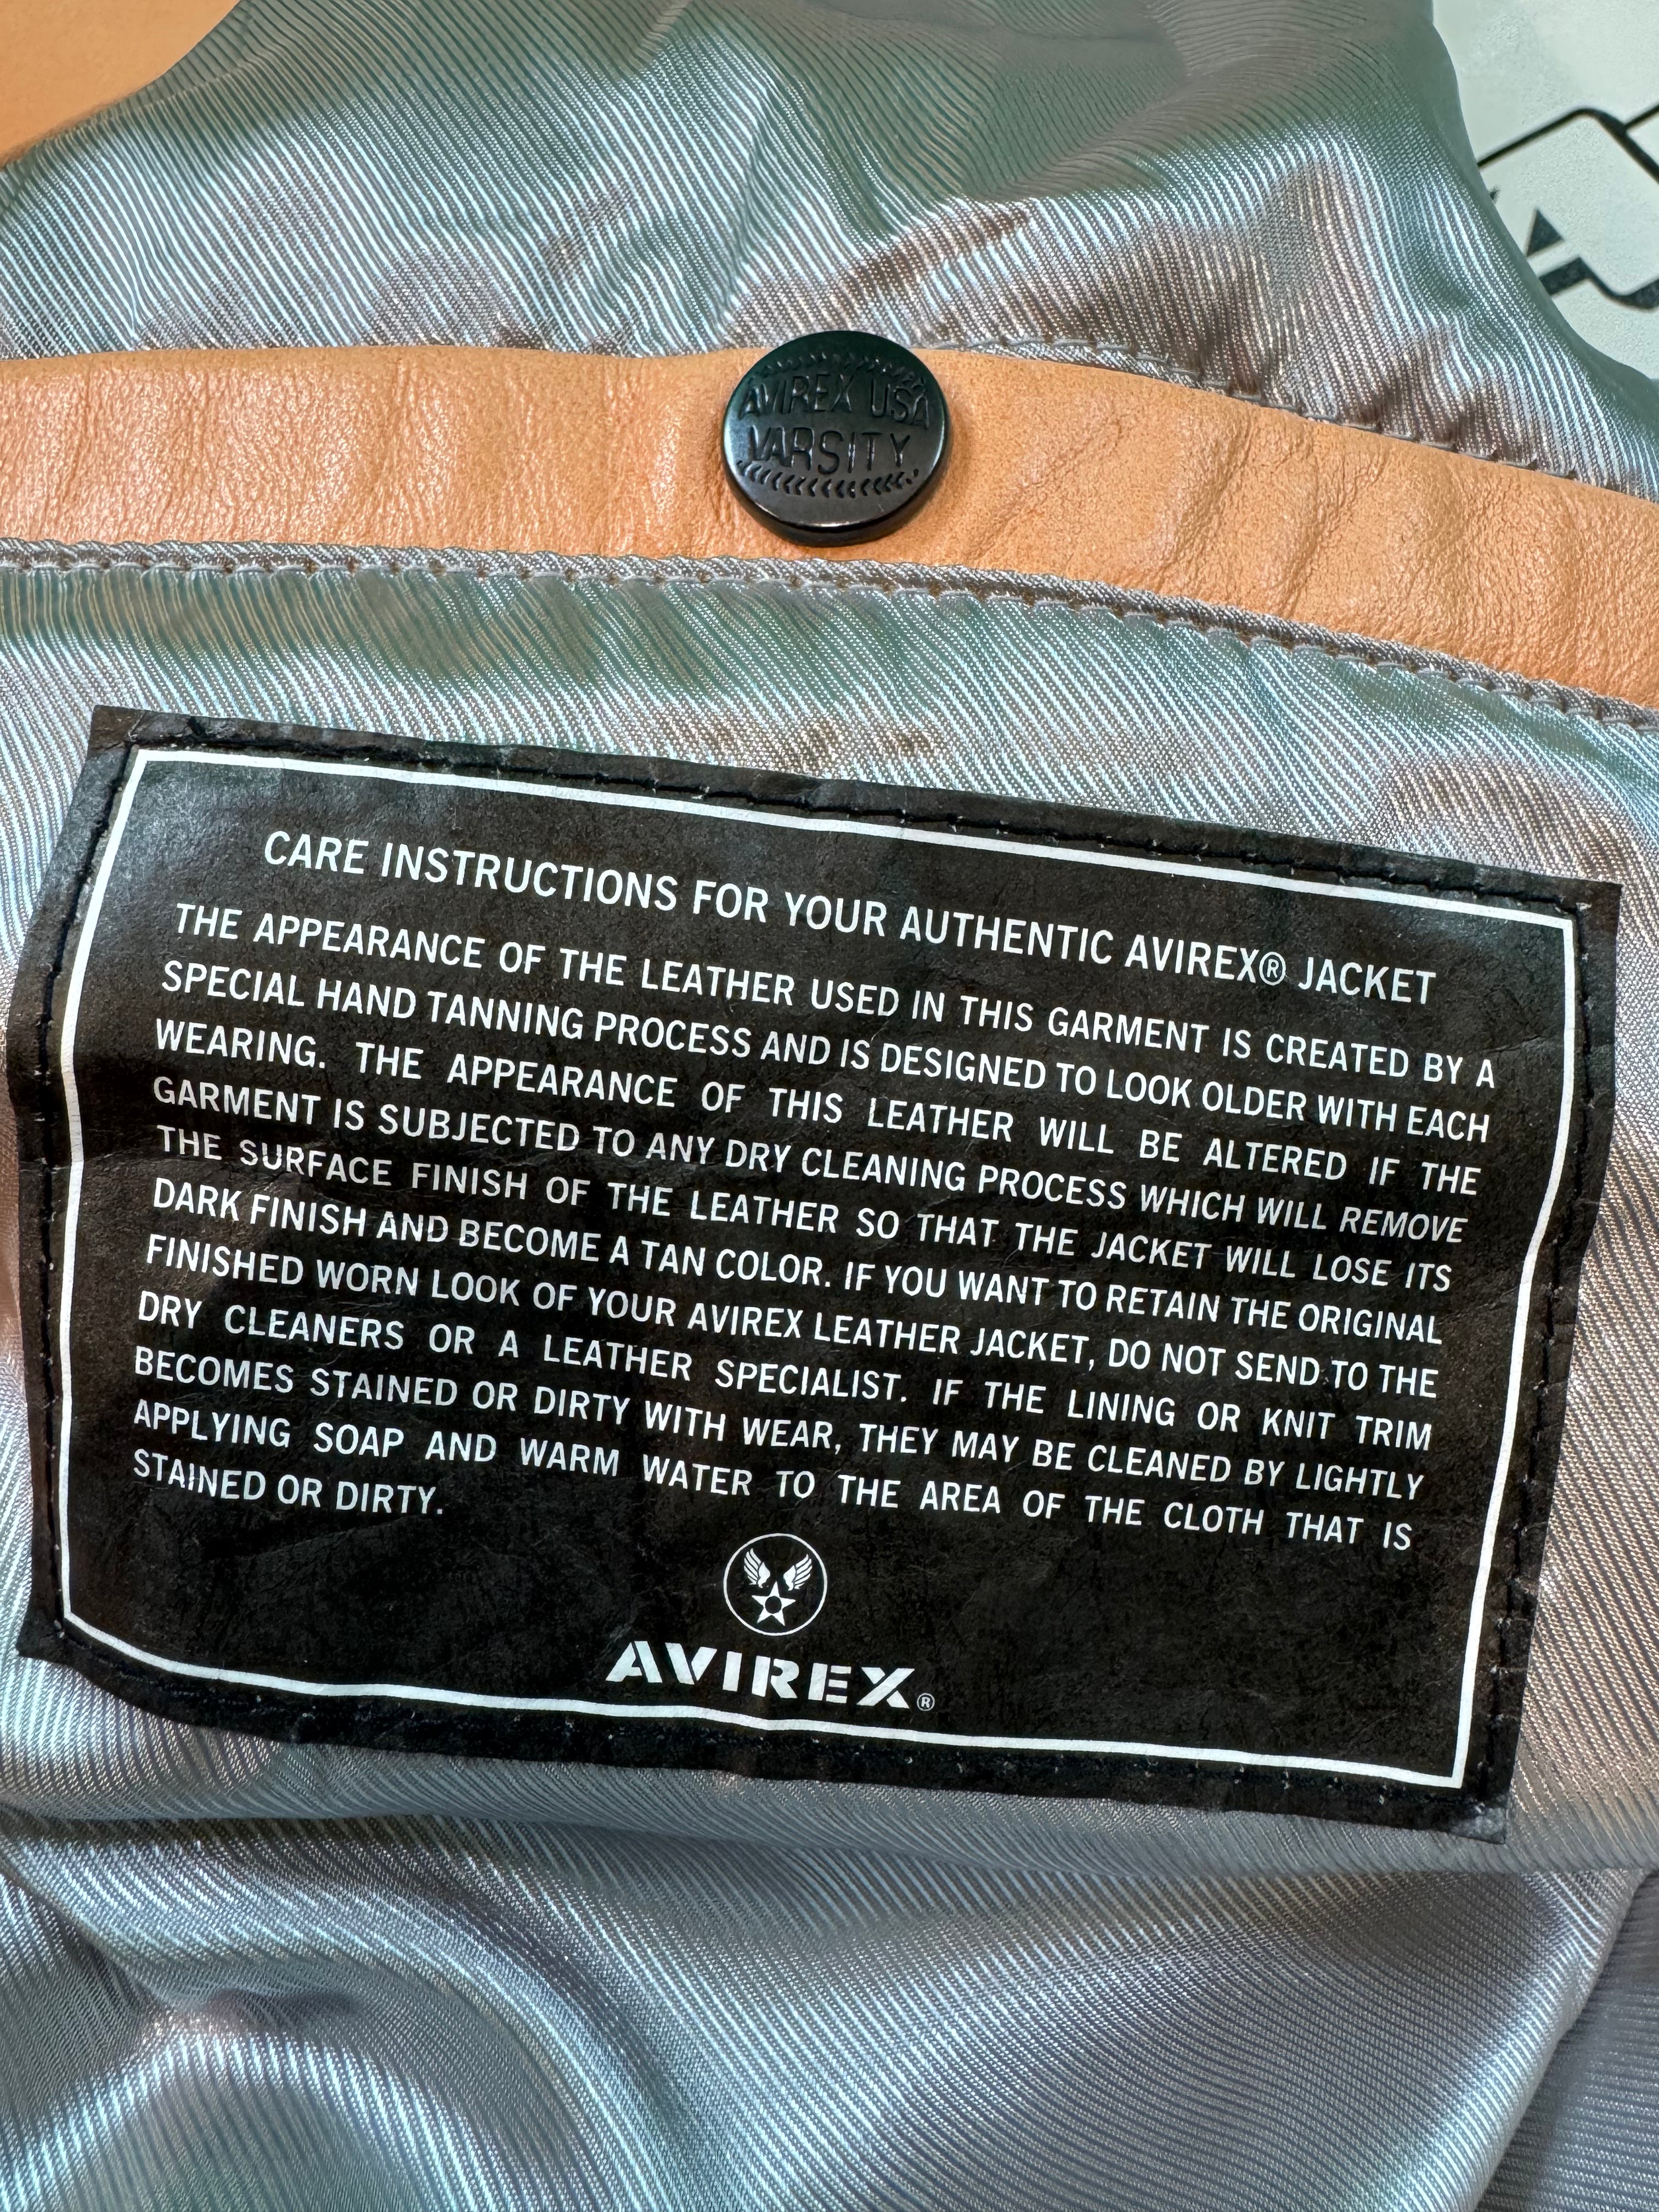 AVIREX USA
VARSITY
CARE INSTRUCTIONS FOR YOUR AUTHENTIC AVIREX® JACKET
THE APPEARANCE OF THE LEATHER USED IN THIS GARMENT IS CREATED BY A
SPECIAL HAND TANNING PROCESS AND IS DESIGNED TO LOOK OLDER WITH EACH
WEARING. THE APPEARANCE OF THIS LEATHER WILL BE ALTERED IF THE
GARMENT IS SUBJECTED TO ANY DRY CLEANING PROCESS WHICH WILL REMOVE
THE SURFACE FINISH OF THE LEATHER SO THAT THE JACKET WILL LOSE ITS
DARK FINISH AND BECOME A TAN COLOR. IF YOU WANT TO RETAIN THE ORIGINAL
FINISHED WORN LOOK OF YOUR AVIREX LEATHER JACKET, DO NOT SEND TO THE
DRY CLEANERS OR A LEATHER SPECIALIST. IF THE LINING OR KNIT TRIM
BECOMES STAINED OR DIRTY WITH WEAR, THEY MAY BE CLEANED BY LIGHTLY
APPLYING SOAP AND WARM WATER TO THE AREA OF THE CLOTH THAT IS
STAINED OR DIRTY.
AVIREX®